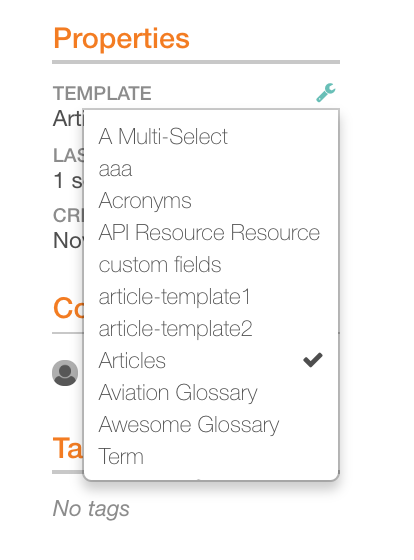 Properties
TEMPLATE
Arti
A Multi-Select
LAS
aaa
1 s
Acronyms
CRE
API Resource Resource
Nov
custom fields
article-template1
Co
article-template2
Articles
Aviation Glossary
Awesome Glossary
Ta
Term
No tags